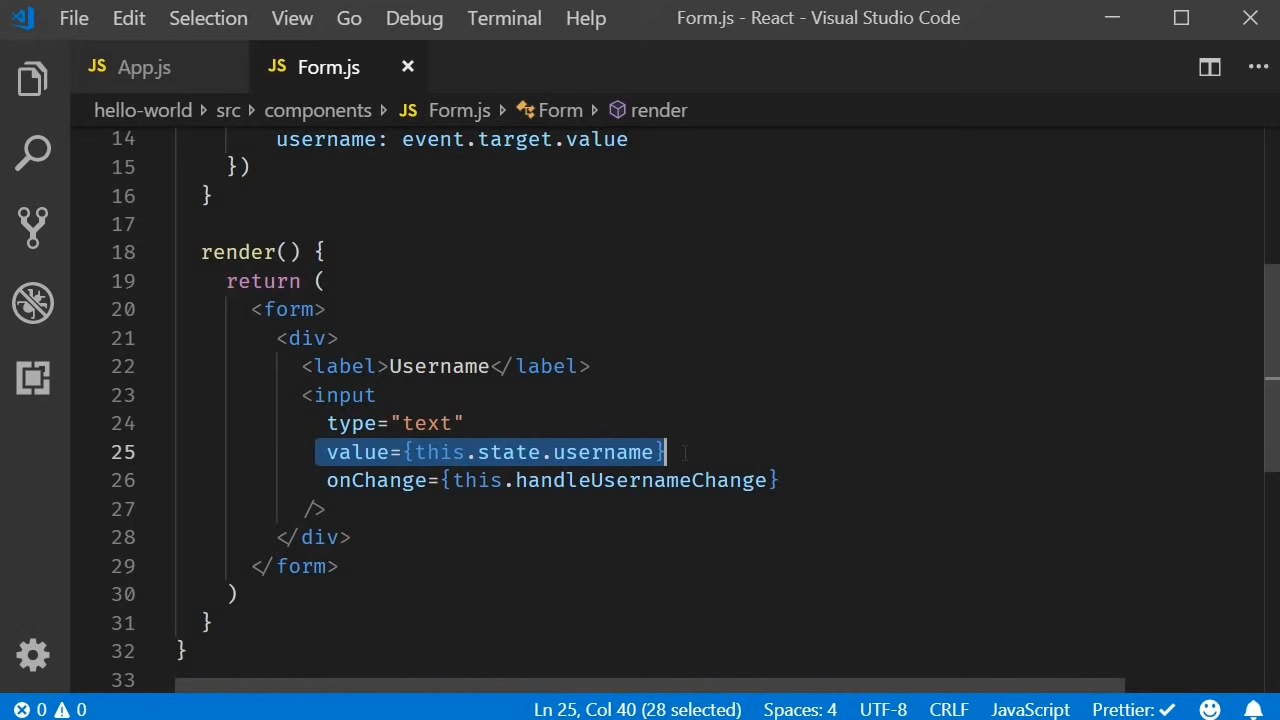 File Edit Selection View Go Debug Terminal Help Form.js - React - Visual Studio Code
JS App.js JS Form.js
hello-world src components JS Form.js Form render
14 username: event.target.value
15 })
16 }
17
18 render() {
19 return (
20 <form>
21 <div>
22 <label>Username</label>
23 <input
24 type="text"
25 value={this.state.username}
26 onChange={this.handleUsernameChange}
27 />
28 </div>
29 </form>
30 )
31 }
32 }
33
0 0 Ln 25, Col 40 (28 selected) Spaces: 4 UTF-8 CRLF JavaScript Prettier: ✓